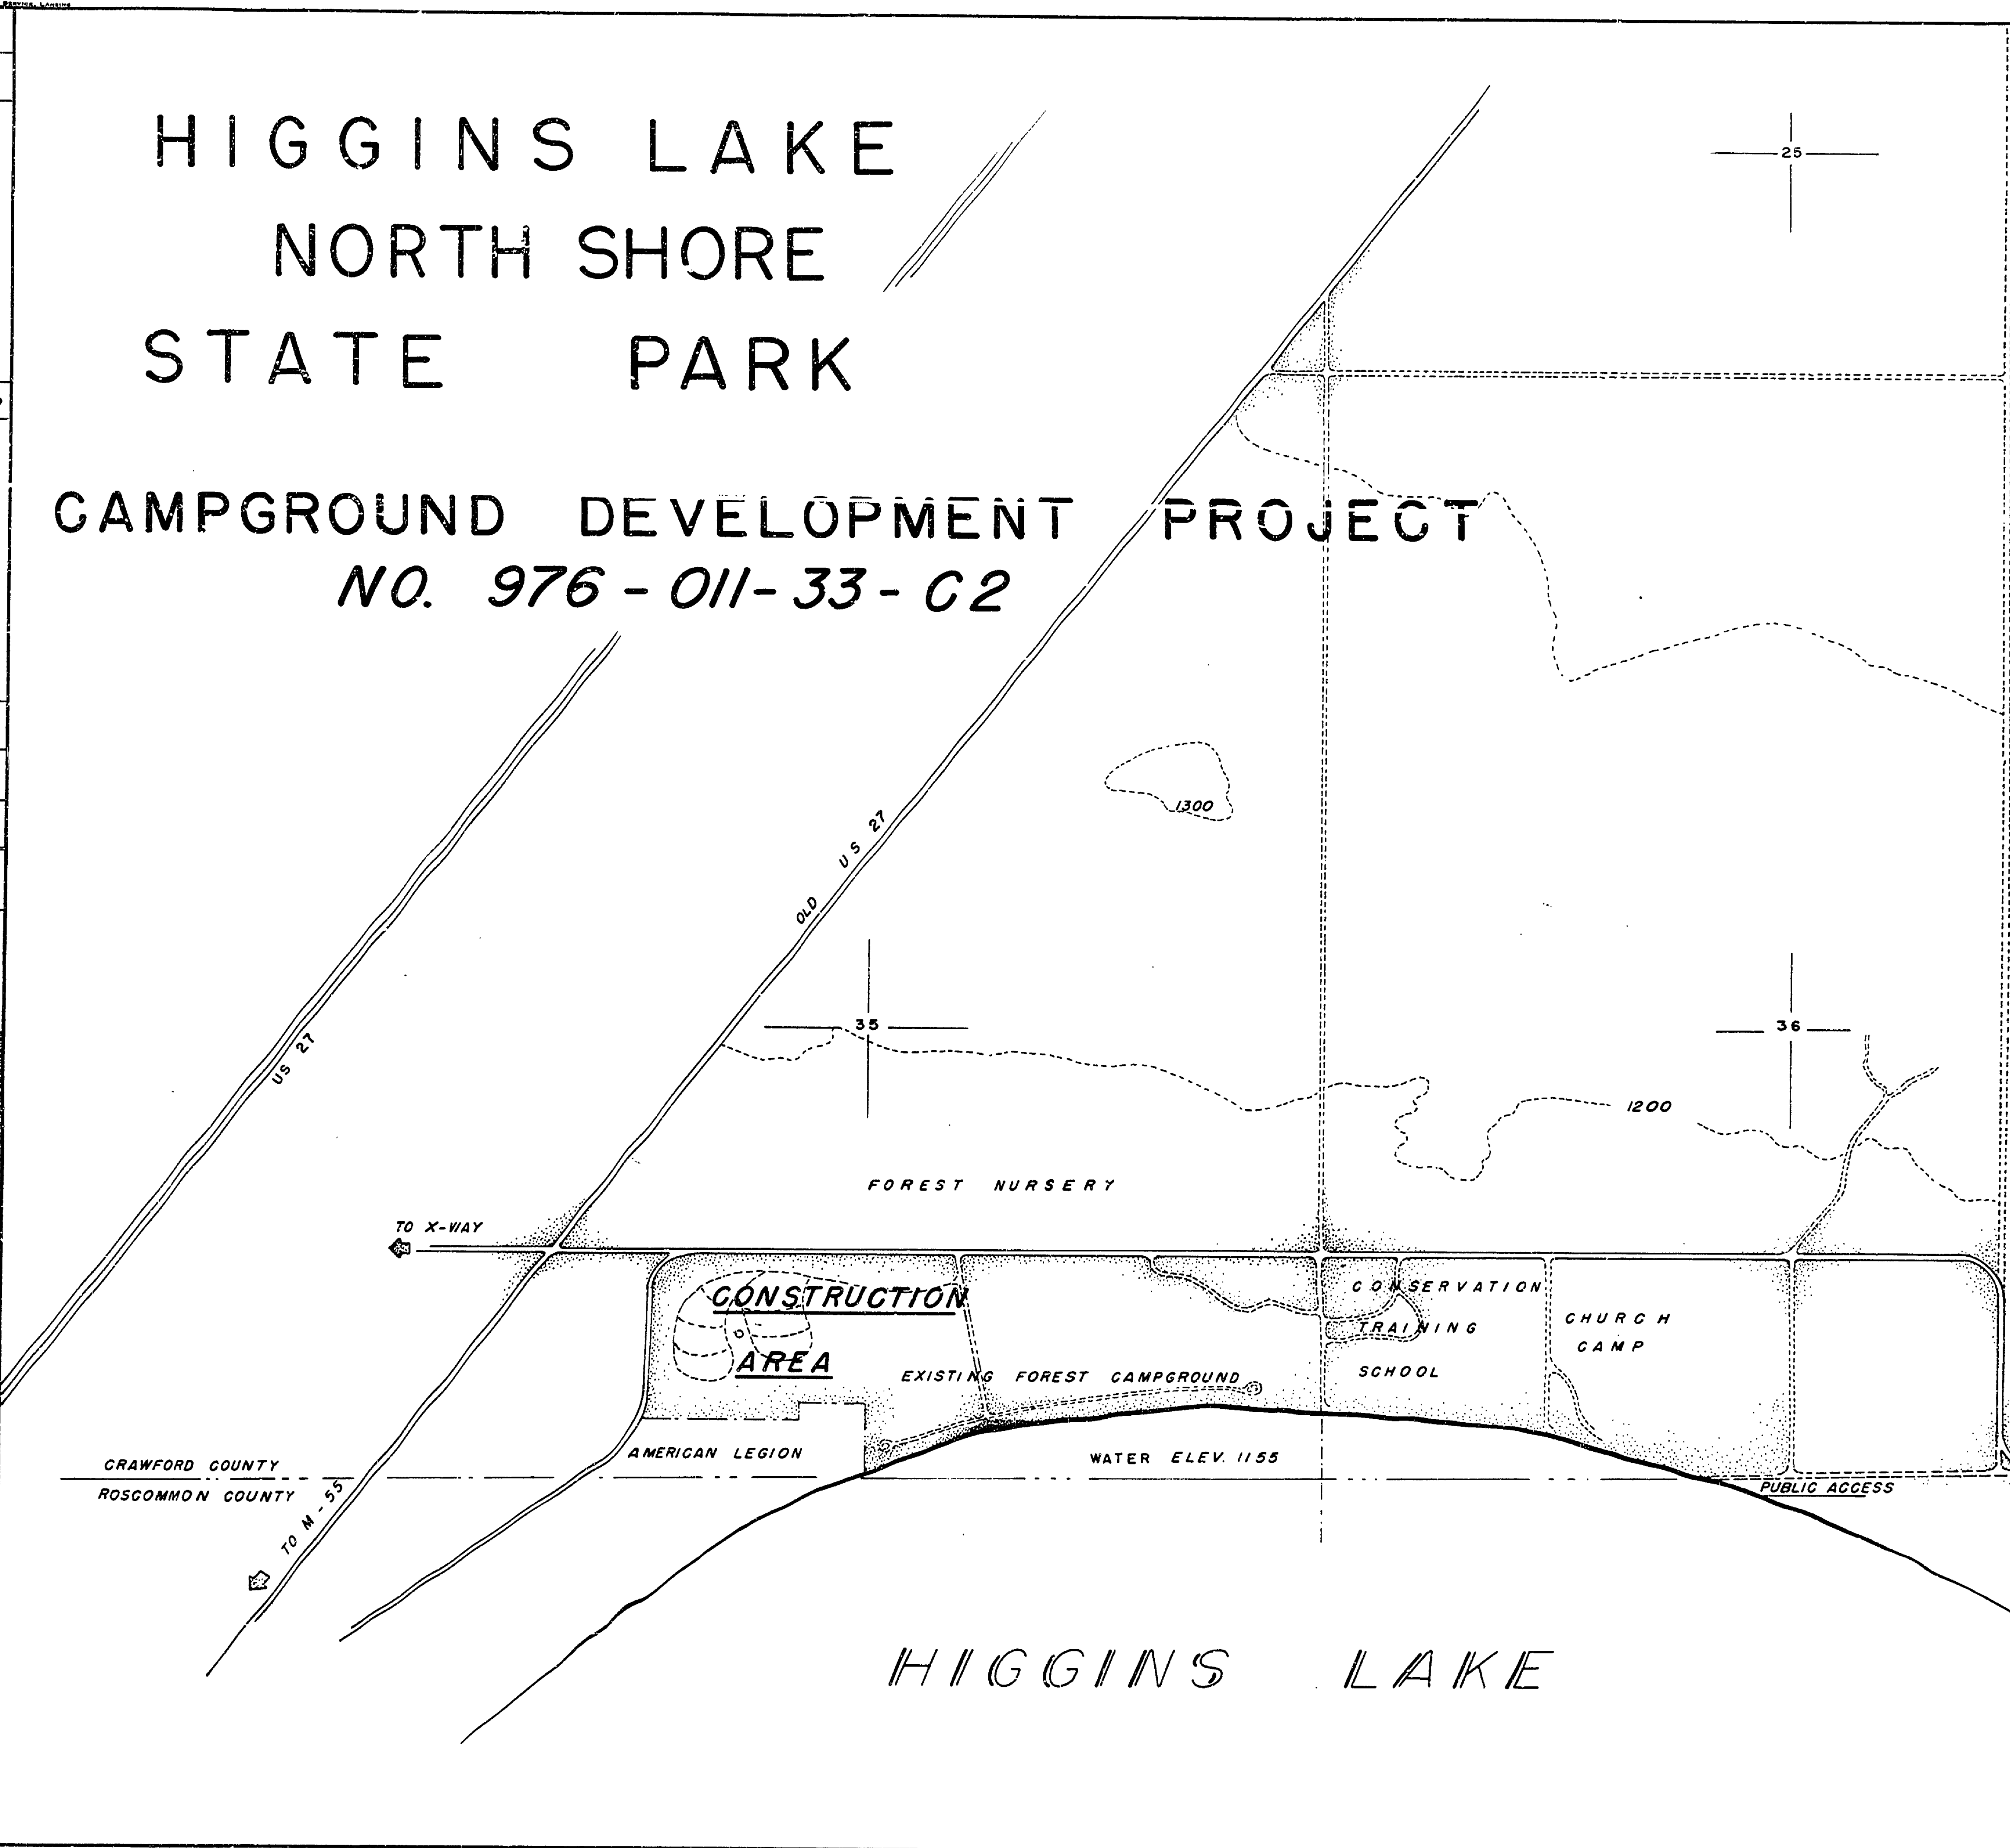 SERVICE, LANSING
HIGGINS LAKE
NORTH SHORE
STATE PARK
CAMPGROUND DEVELOPMENT PROJECT
NO. 976-011-33-C2
25
1300
OLD US 27
US 27
35
36
1200
FOREST NURSERY
TO X-WAY
CONSTRUCTION
AREA
CONSERVATION
TRAINING
SCHOOL
CHURCH
CAMP
EXISTING FOREST CAMPGROUND
AMERICAN LEGION
WATER ELEV. 1155
CRAWFORD COUNTY
ROSCOMMON COUNTY
PUBLIC ACCESS
TO M-55
HIGGINS LAKE